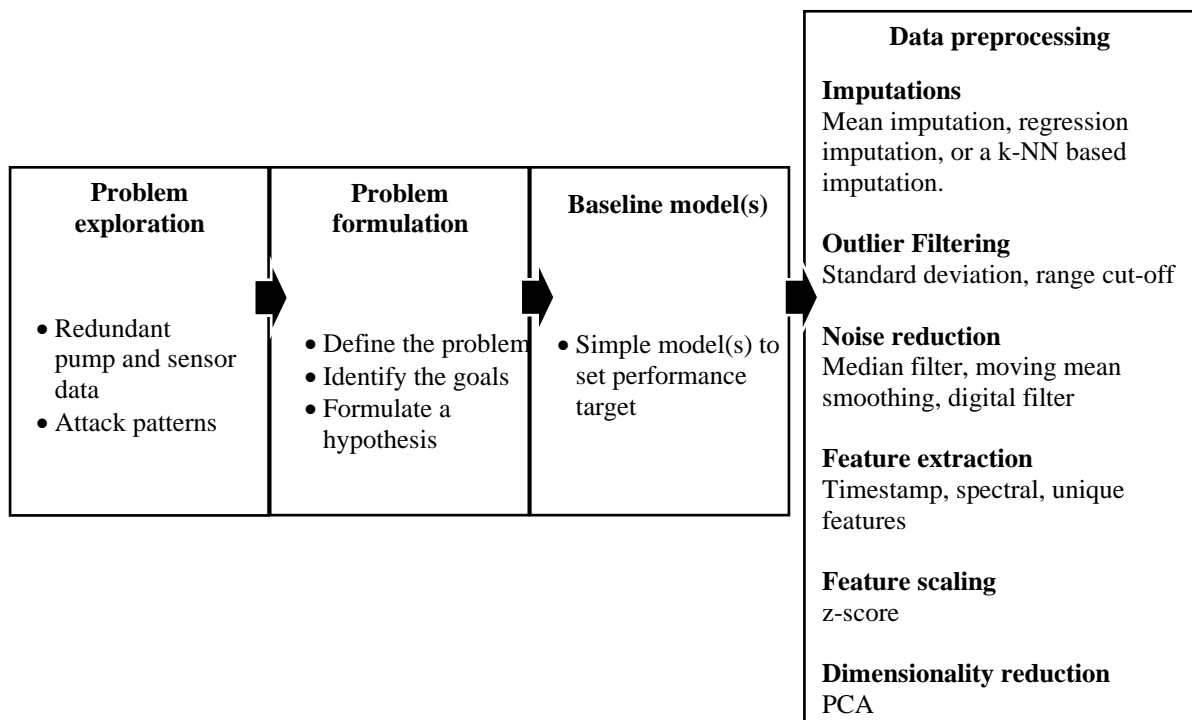 Problem
exploration
• Redundant
pump and sensor
data
• Attack patterns
Problem
formulation
• Define the problem
• Identify the goals
• Formulate a
hypothesis
Baseline model(s)
• Simple model(s) to
set performance
target
Data preprocessing
Imputations
Mean imputation, regression
imputation, or a k-NN based
imputation.
Outlier Filtering
Standard deviation, range cut-off
Noise reduction
Median filter, moving mean
smoothing, digital filter
Feature extraction
Timestamp, spectral, unique
features
Feature scaling
z-score
Dimensionality reduction
PCA